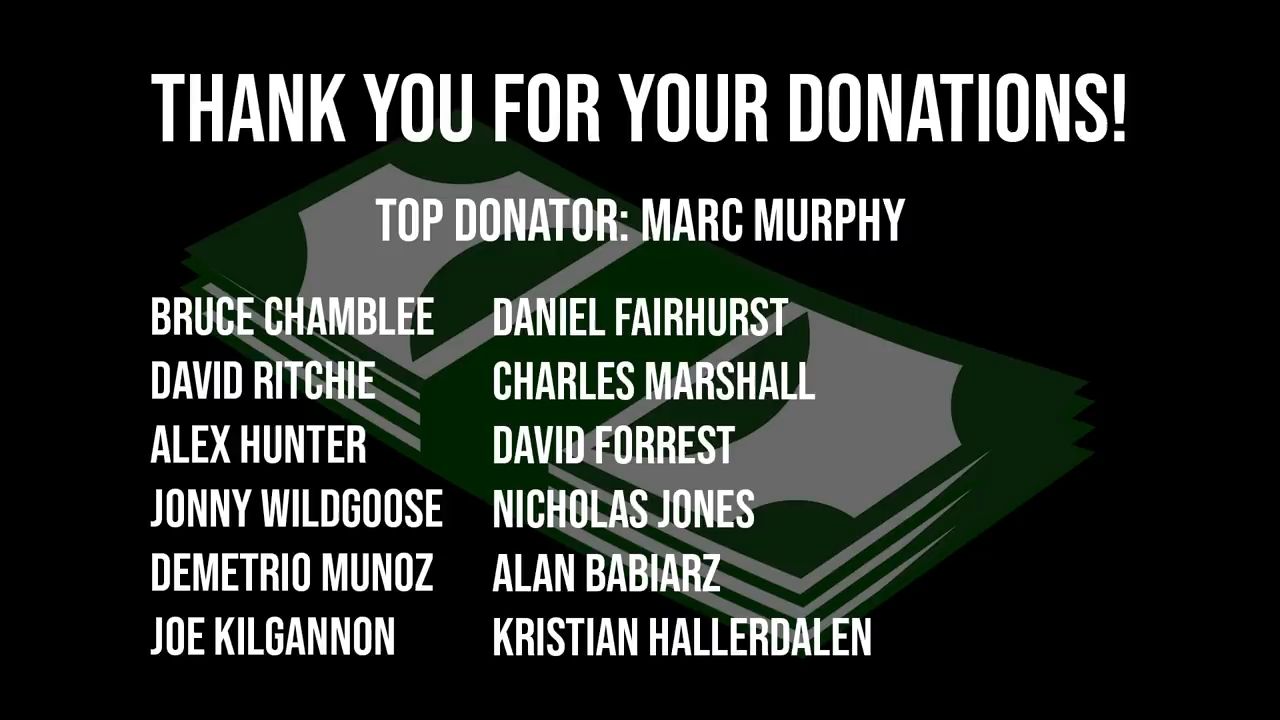 THANK YOU FOR YOUR DONATIONS!
TOP DONATOR: MARC MURPHY
BRUCE CHAMBLEE
DAVID RITCHIE
ALEX HUNTER
JONNY WILDGOOSE
DEMETRIO MUNOZ
JOE KILGANNON
DANIEL FAIRHURST
CHARLES MARSHALL
DAVID FORREST
NICHOLAS JONES
ALAN BABIARZ
KRISTIAN HALLERDALEN